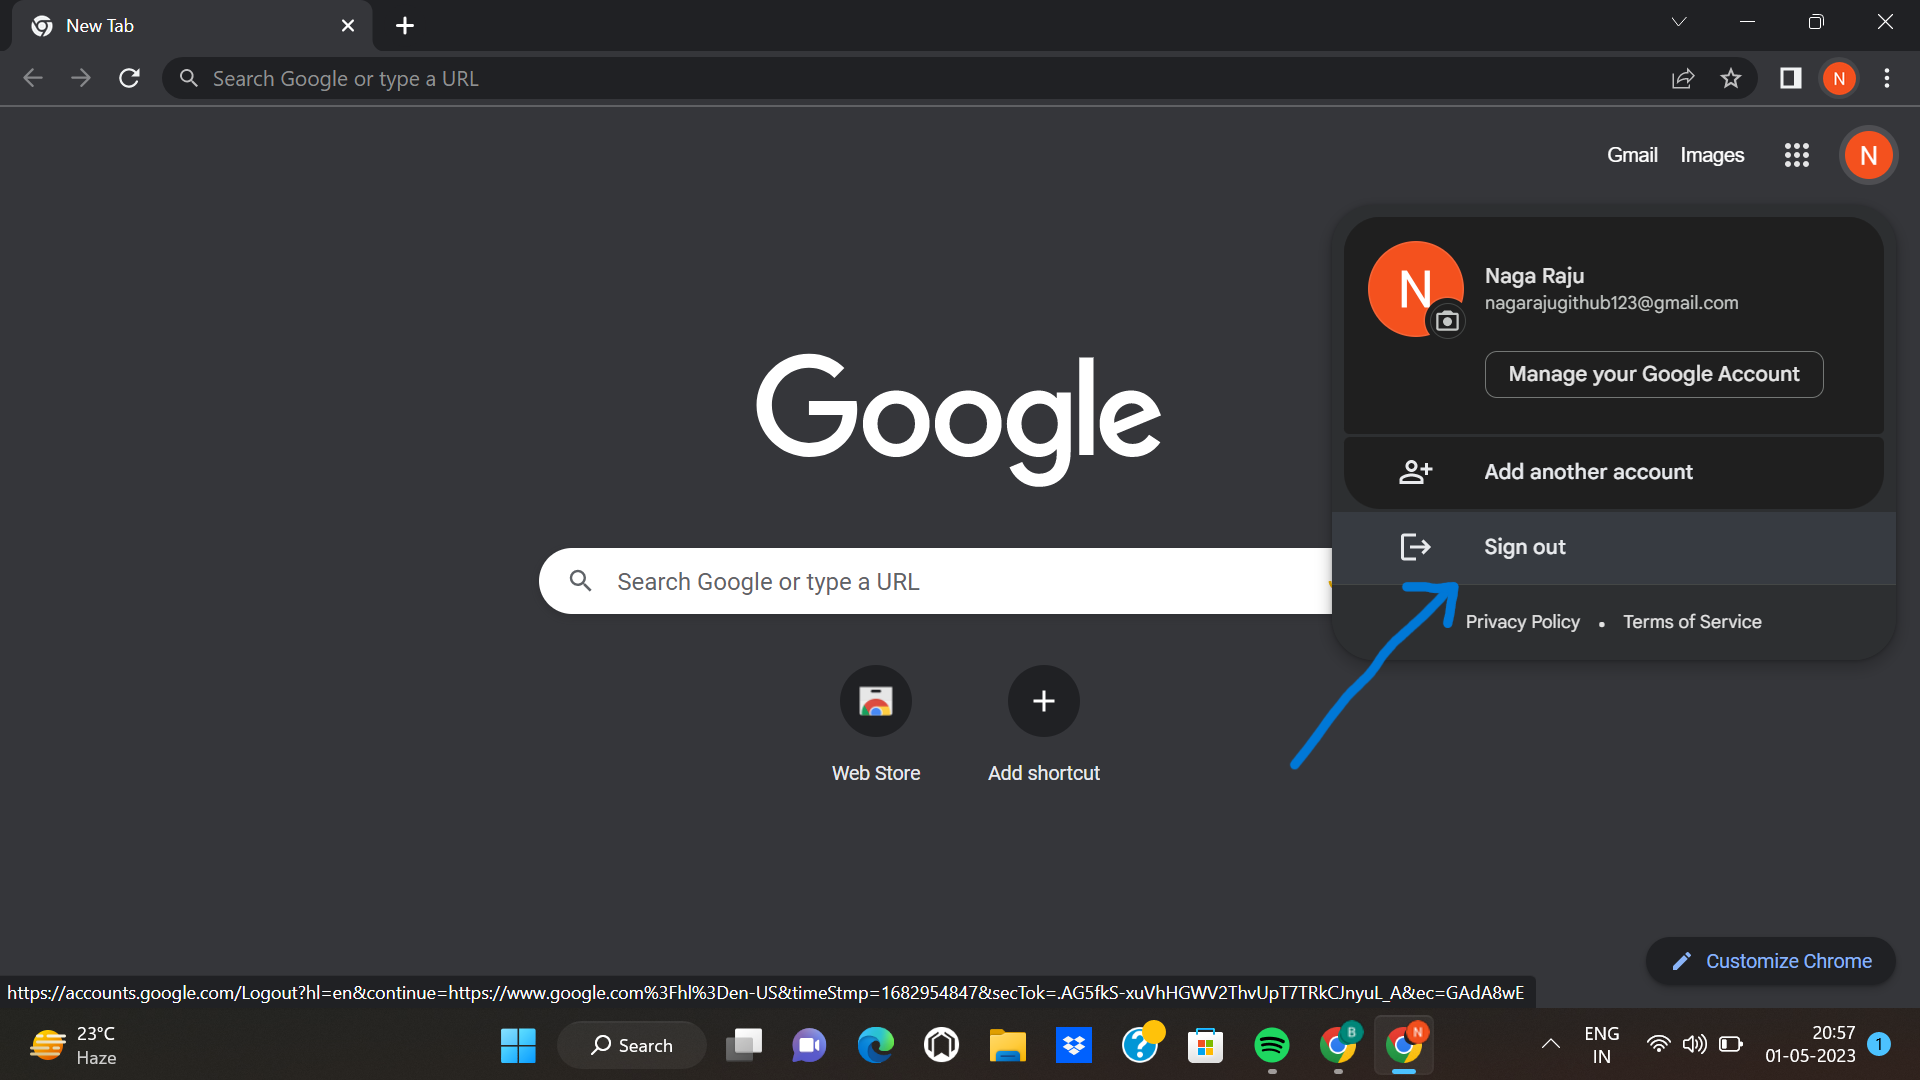 New Tab
Search Google or type a URL
N
Gmail Images
N
N
Naga Raju
nagarajugithub123@gmail.com
Manage your Google Account
Add another account
Sign out
Privacy Policy • Terms of Service
Google
Search Google or type a URL
Web Store
Add shortcut
Customize Chrome
https://accounts.google.com/Logout?hl=en&continue=https://www.google.com%3Fhl%3Den-US&timeStmp=1682954847&secTok=.AG5fkS-xuVhHGWV2ThvUpT7TRkCJnyuL_A&ec=GAdA8wE
23°C
Haze
Search
B
N
ENG
IN
20:57
01-05-2023
1